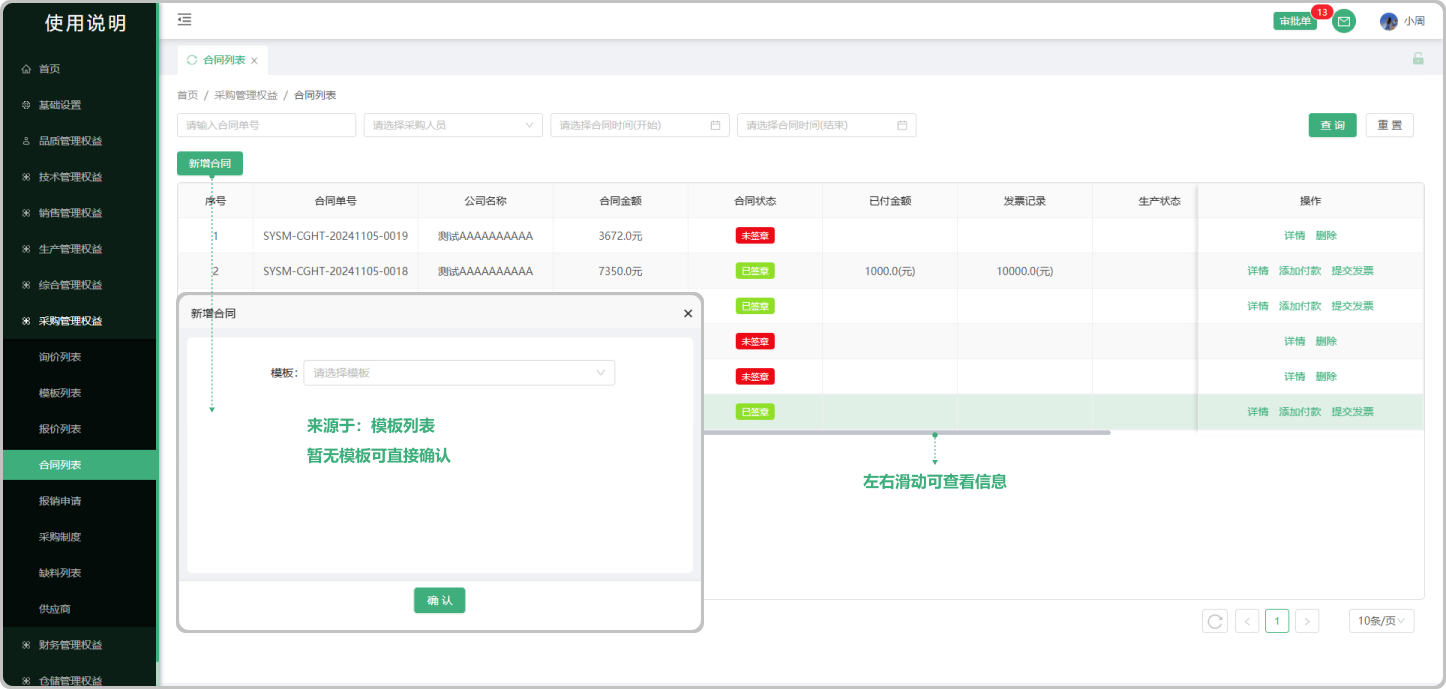 使用说明
审批单
13
小周
首页
基础设置
品质管理权益
技术管理权益
销售管理权益
生产管理权益
综合管理权益
采购管理权益
询价列表
模板列表
报价列表
合同列表
报销申请
采购制度
缺料列表
供应商
财务管理权益
仓储管理权益
合同列表 x
首页 / 采购管理权益 / 合同列表
请输入合同单号 请选择采购人员 请选择合同时间(开始) 请选择合同时间(结束) 查 询 重 置
新增合同
序号 合同单号 公司名称 合同金额 合同状态 已付金额 发票记录 生产状态 操作
1 SYSM-CGHT-20241105-0019 测试AAAAAAAAAA 3672.0元 未签章 详情 删除
2 SYSM-CGHT-20241105-0018 测试AAAAAAAAAA 7350.0元 已签章 1000.0(元) 10000.0(元) 详情 添加付款 提交发票
已签章 详情 添加付款 提交发票
未签章 详情 删除
未签章 详情 删除
已签章 详情 添加付款 提交发票
新增合同
模板: 请选择模板
来源于：模板列表
暂无模板可直接确认
确 认
左右滑动可查看信息
< 1 > 10条/页